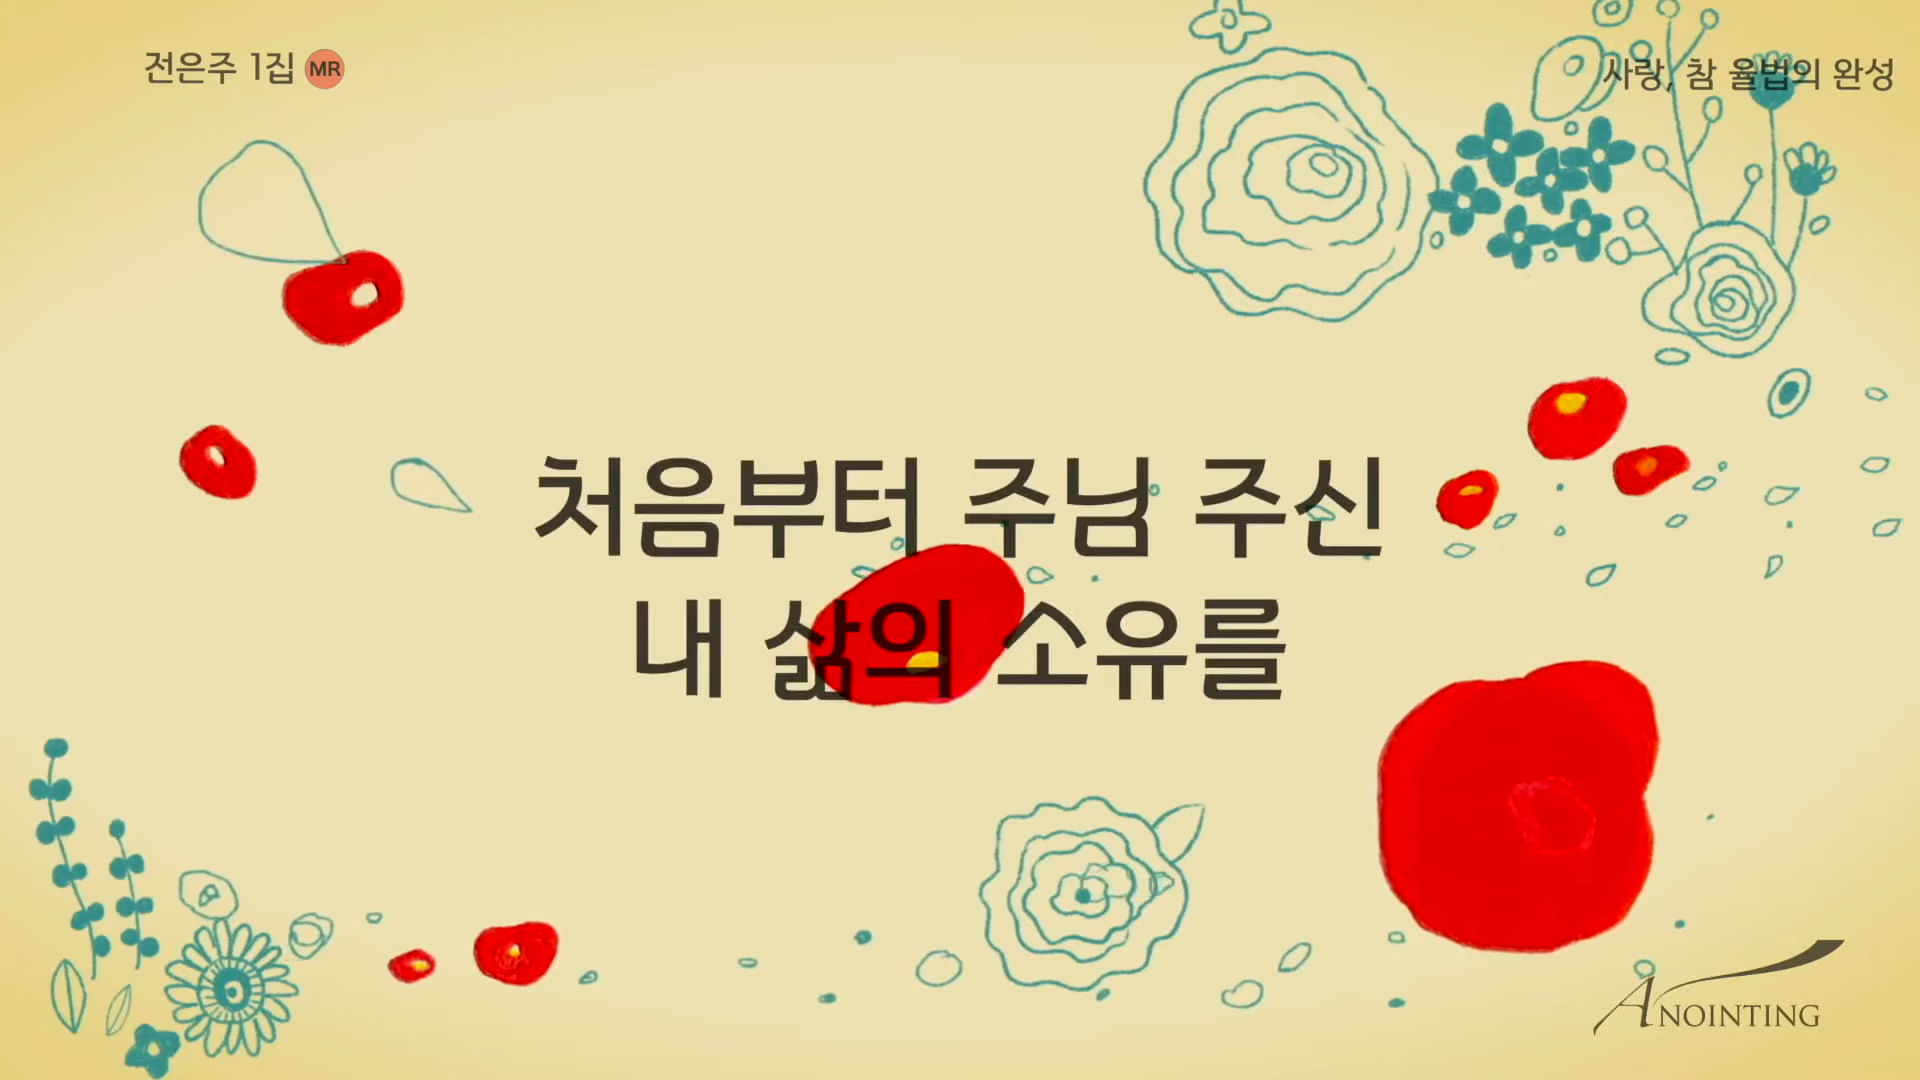 전은주 1집 MR
사랑, 참 율법의 완성
처음부터 주님 주신
내 삶의 소유를
ANOINTING